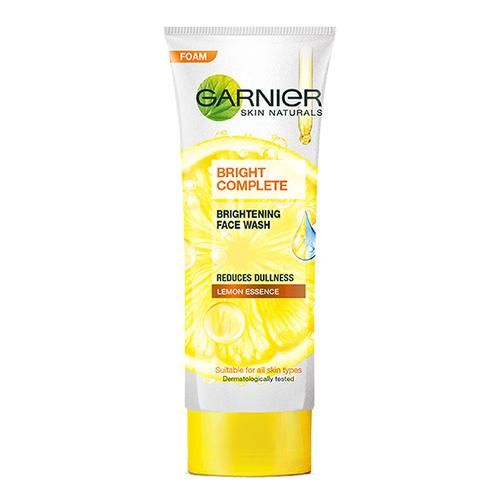 FOAM
GARNIER
SKIN NATURALS
BRIGHT
COMPLETE
BRIGHTENING
FACE WASH
REDUCES DULLNESS
LEMON ESSENCE
Suitable for all skin types
Dermatologically tested